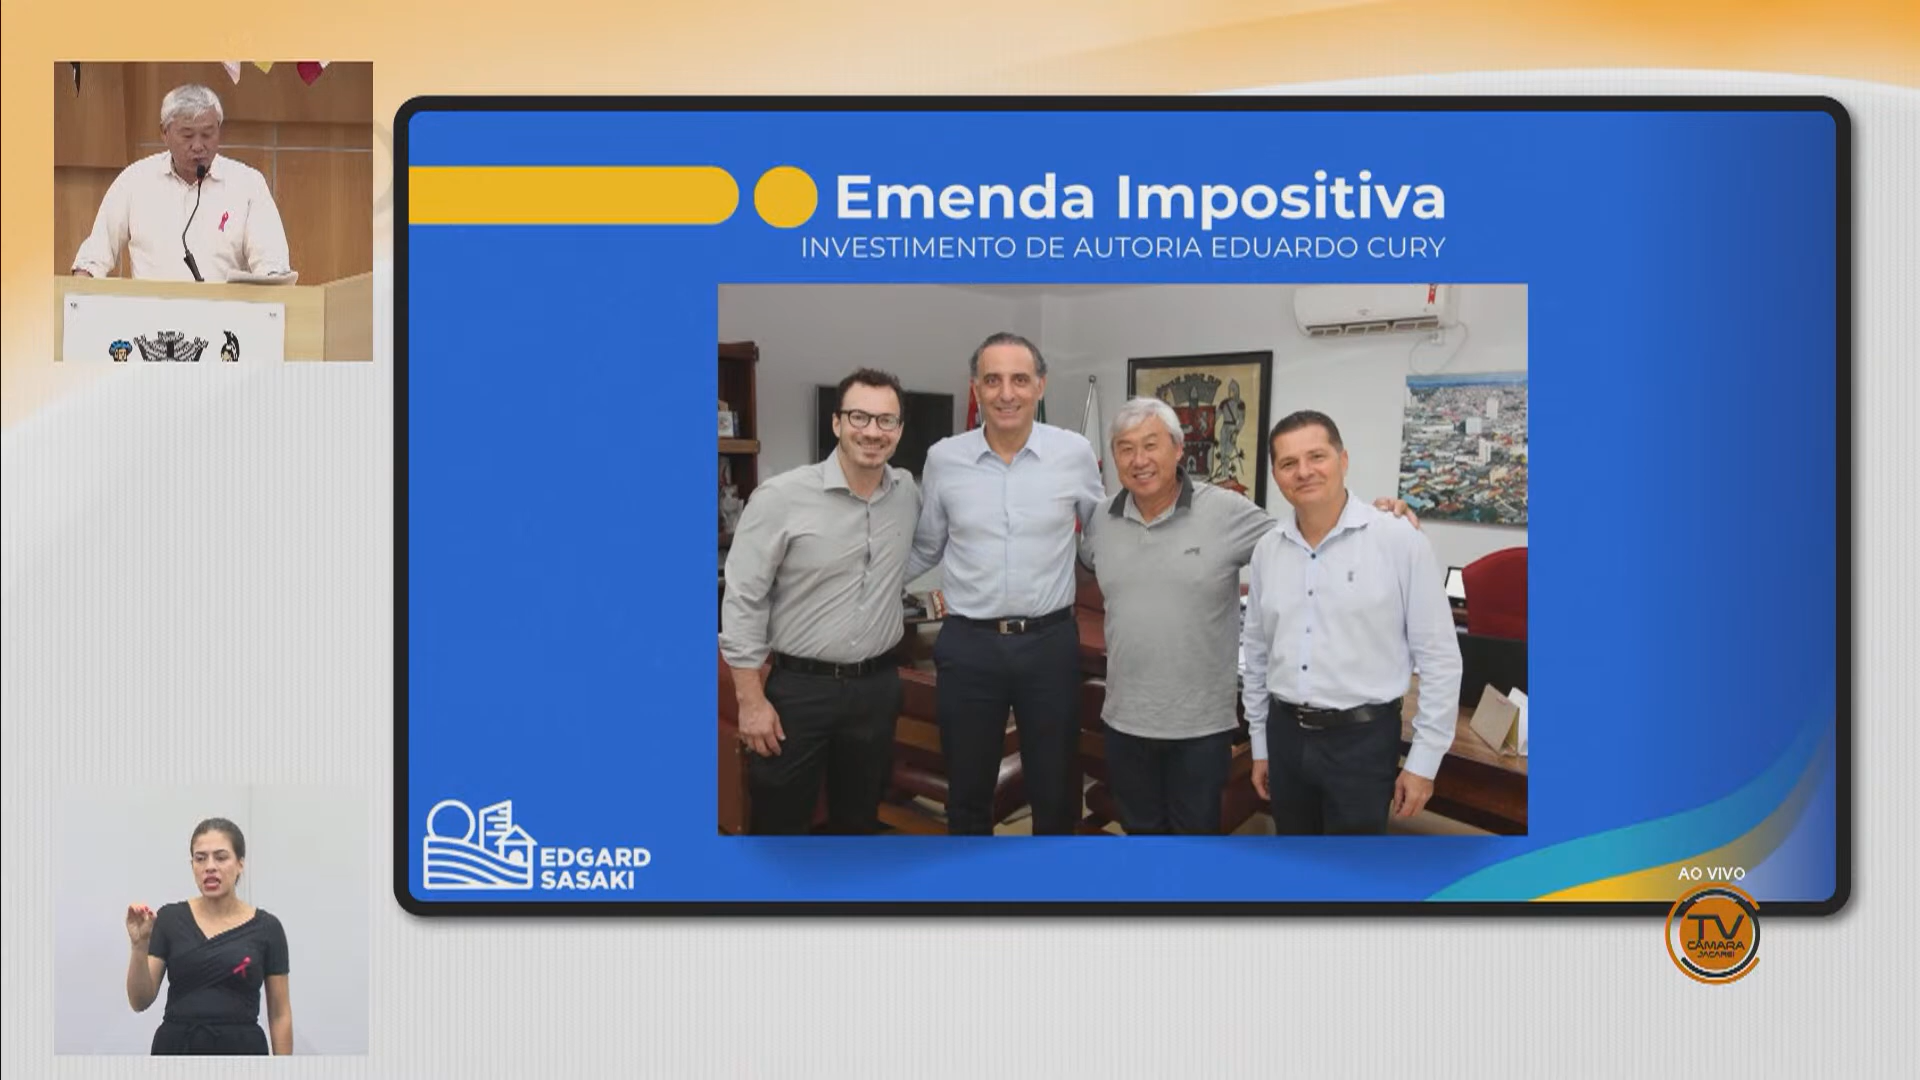 Emenda Impositiva
INVESTIMENTO DE AUTORIA EDUARDO CURY
EDGARD
SASAKI
AO VIVO
TV
CÂMARA
JACAREÍ